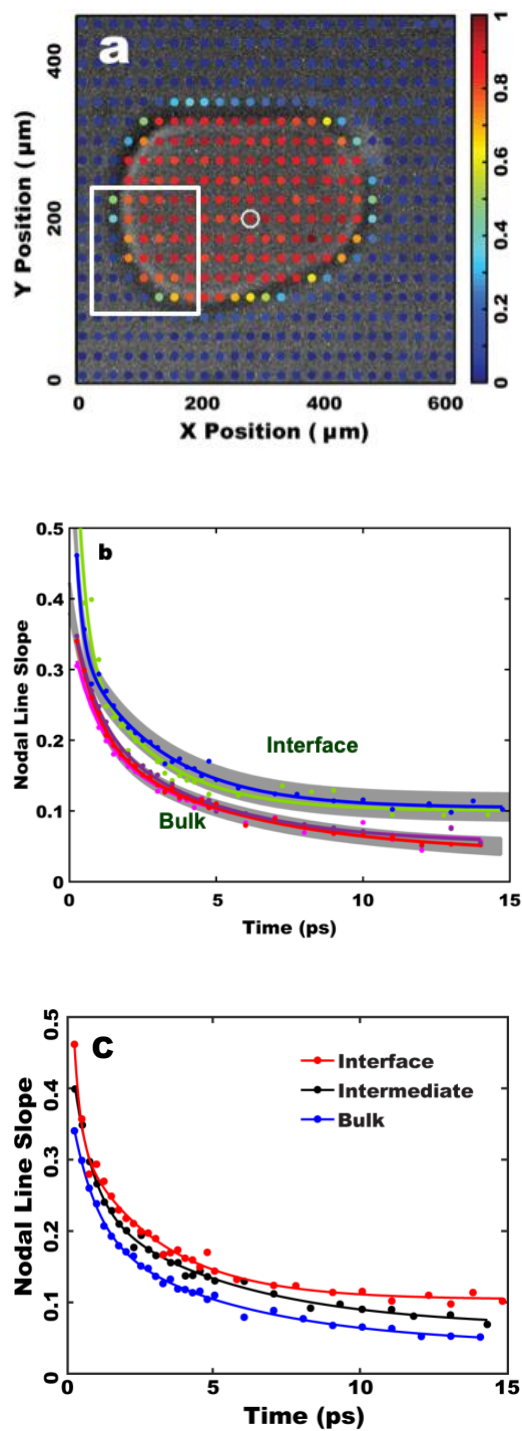 a
400
200
0
Y Position ( µm)
0 200 400 600
X Position ( µm)
1
0.8
0.6
0.4
0.2
0
b
0.5
0.4
0.3
0.2
0.1
0
Nodal Line Slope
Interface
Bulk
0 5 10 15
Time (ps)
C
0.5
0.4
0.3
0.2
0.1
0
Nodal Line Slope
Interface
Intermediate
Bulk
0 5 10 15
Time (ps)